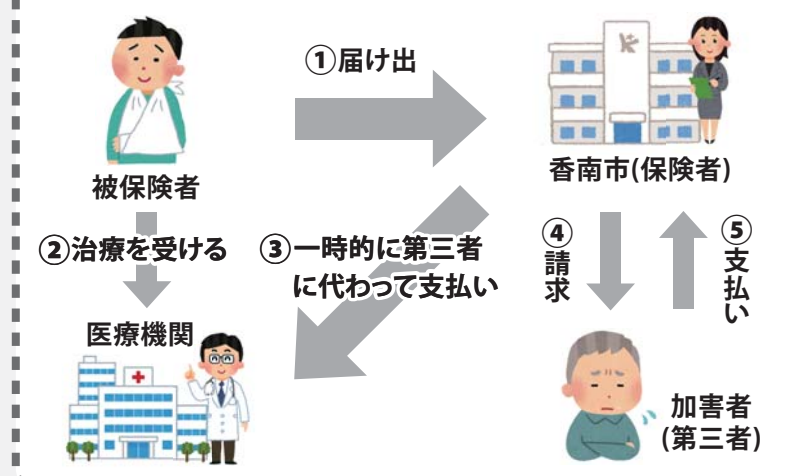 ①届け出
被保険者
香南市(保険者)
②治療を受ける
③一時的に第三者
に代わって支払い
④請求
⑤支払い
医療機関
加害者
(第三者)